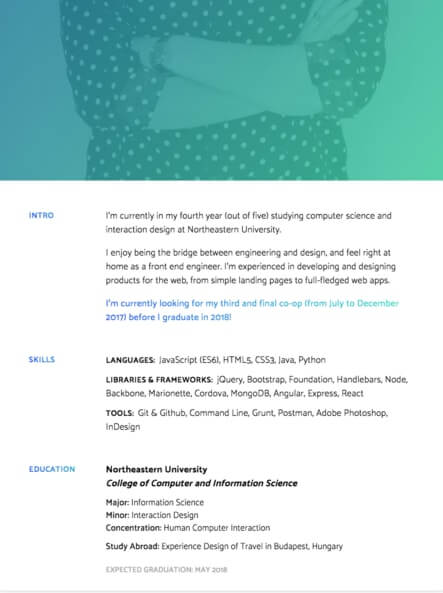 INTRO
I'm currently in my fourth year (out of five) studying computer science and
interaction design at Northeastern University.
I enjoy being the bridge between engineering and design, and feel right at
home as a front end engineer. I'm experienced in developing and designing
products for the web, from simple landing pages to full-fledged web apps.
I'm currently looking for my third and final co-op (from July to December
2017) before I graduate in 2018!
SKILLS
LANGUAGES: JavaScript (ES6), HTML5, CSS3, Java, Python
LIBRARIES & FRAMEWORKS: jQuery, Bootstrap, Foundation, Handlebars, Node,
Backbone, Marionette, Cordova, MongoDB, Angular, Express, React
TOOLS: Git & Github, Command Line, Grunt, Postman, Adobe Photoshop,
InDesign
EDUCATION
Northeastern University
College of Computer and Information Science
Major: Information Science
Minor: Interaction Design
Concentration: Human Computer Interaction
Study Abroad: Experience Design of Travel in Budapest, Hungary
EXPECTED GRADUATION: MAY 2018